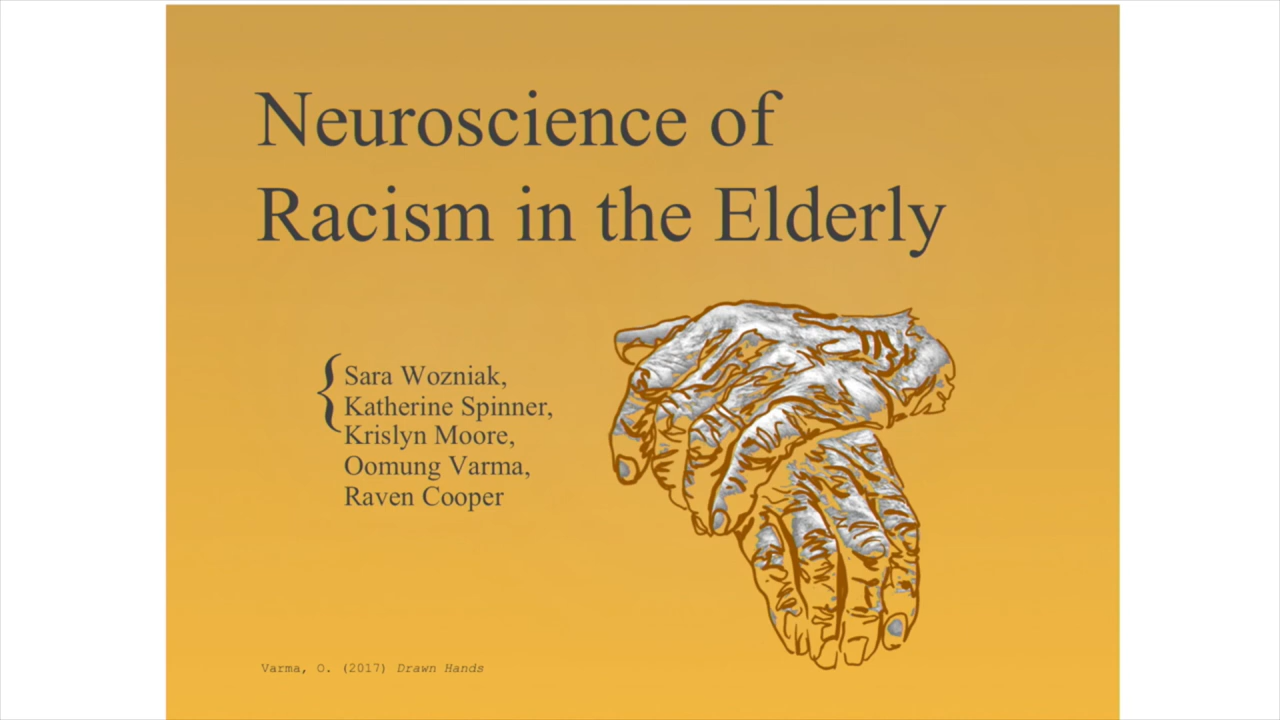 Neuroscience of
Racism in the Elderly
{
Sara Wozniak,
Katherine Spinner,
Krislyn Moore,
Oomung Varma,
Raven Cooper
Varma, O. (2017) Drawn Hands